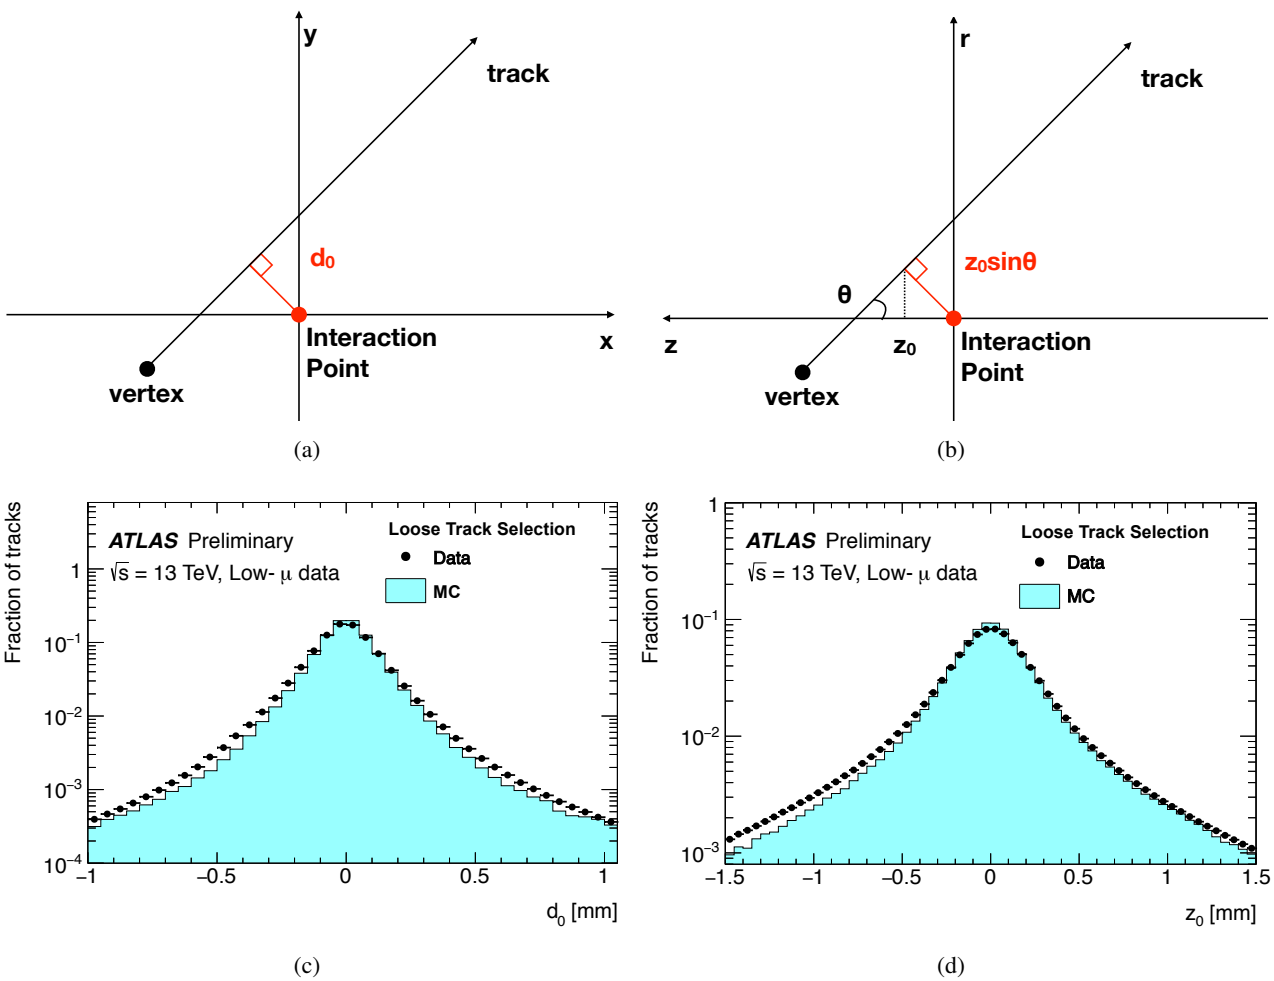 y
track
d₀
Interaction
Point
x
vertex
(a)
r
track
z₀sinθ
θ
z
z₀
Interaction
Point
vertex
(b)
Fraction of tracks
ATLAS Preliminary
√s = 13 TeV, Low- μ data
Loose Track Selection
Data
MC
1
10⁻¹
10⁻²
10⁻³
10⁻⁴
−1 −0.5 0 0.5 1
d₀ [mm]
(c)
Fraction of tracks
ATLAS Preliminary
√s = 13 TeV, Low- μ data
Loose Track Selection
Data
MC
1
10⁻¹
10⁻²
10⁻³
−1.5 −1 −0.5 0 0.5 1 1.5
z₀ [mm]
(d)